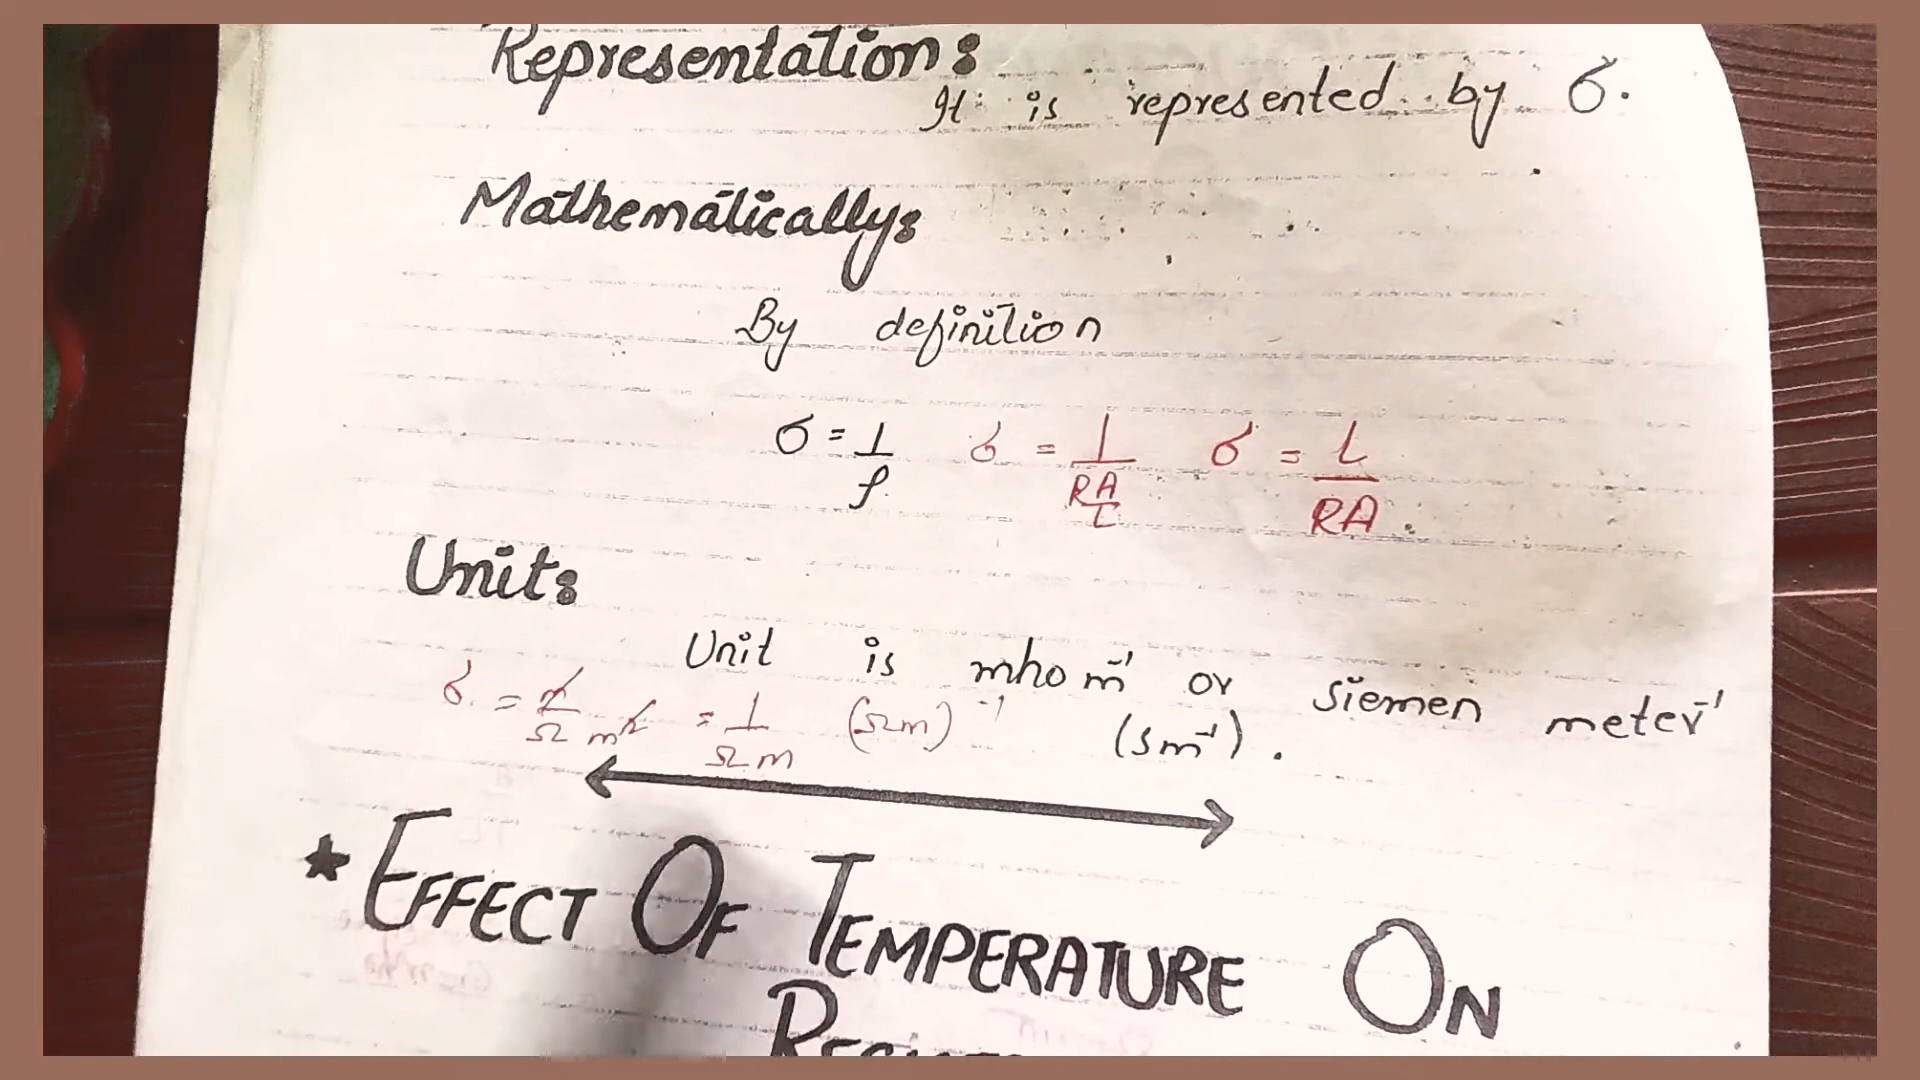 Representation:
It is represented by σ.
Mathematically:
By definition
σ = 1/ρ σ = 1/(RA/L) σ = L/RA.
Unit:
Unit is mho m⁻¹ or siemen meter⁻¹
σ = m/Ω m² = 1/Ω m (Ωm)⁻¹ (Sm⁻¹).
★ EFFECT OF TEMPERATURE ON